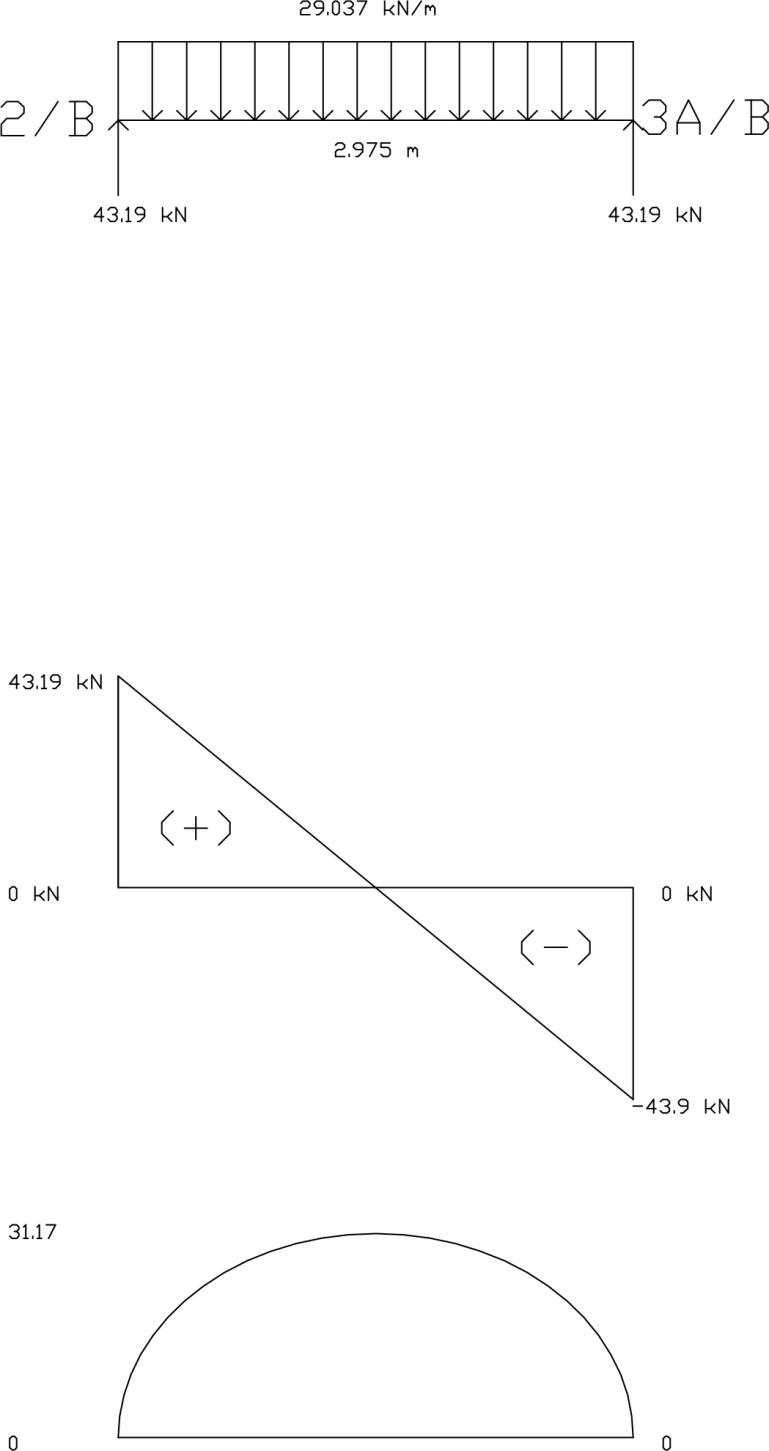 29.037 kN/m
2/B
3A/B
2.975 m
43.19 kN
43.19 kN
43.19 kN
(+)
0 kN
0 kN
(-)
-43.9 kN
31.17
0
0